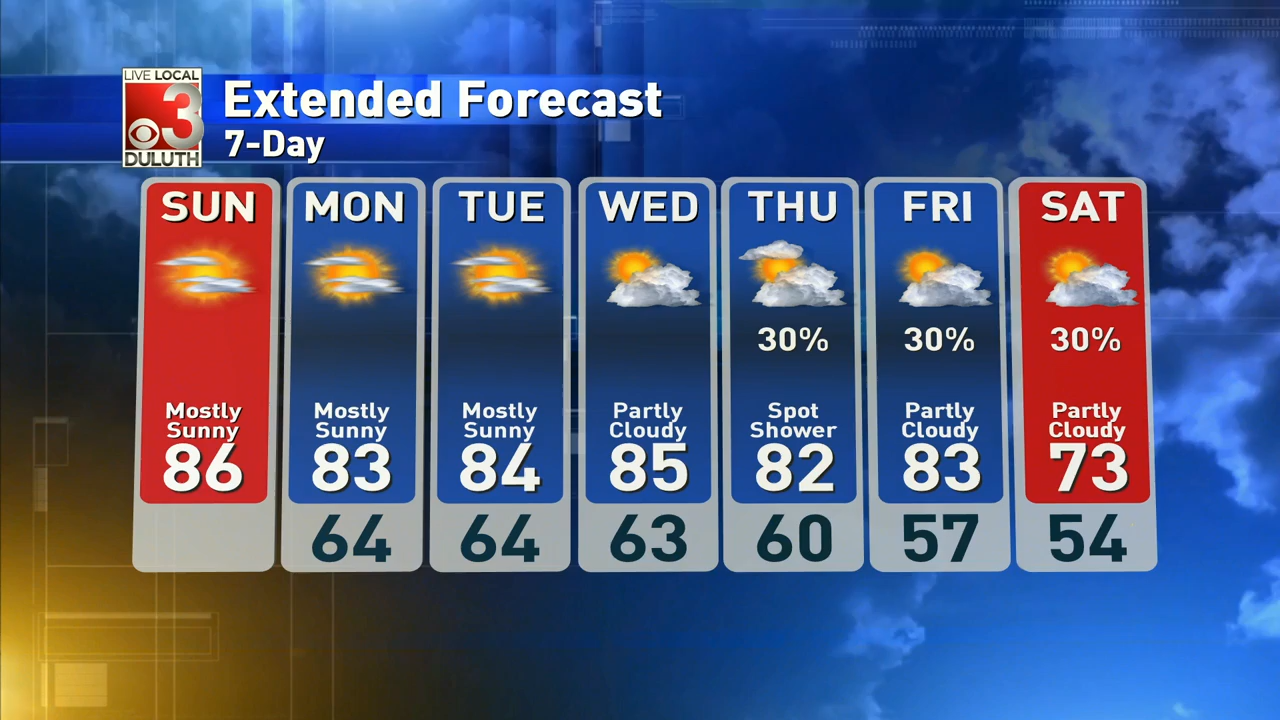 LIVE LOCAL
3
DULUTH
Extended Forecast
7-Day
SUN
Mostly
Sunny
86
MON
Mostly
Sunny
83
64
TUE
Mostly
Sunny
84
64
WED
Partly
Cloudy
85
63
THU
30%
Spot
Shower
82
60
FRI
30%
Partly
Cloudy
83
57
SAT
30%
Partly
Cloudy
73
54